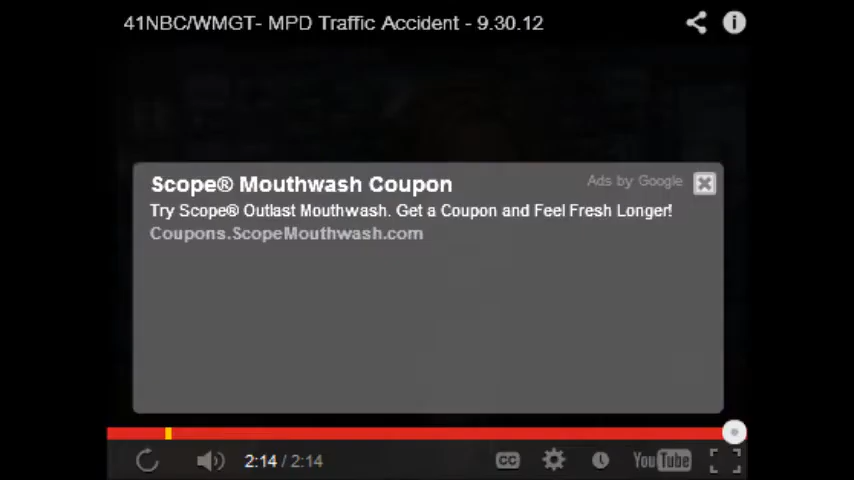 41NBC/WMGT- MPD Traffic Accident - 9.30.12
Scope® Mouthwash Coupon
Ads by Google
Try Scope® Outlast Mouthwash. Get a Coupon and Feel Fresh Longer!
Coupons.ScopeMouthwash.com
2:14 / 2:14
CC
YouTube